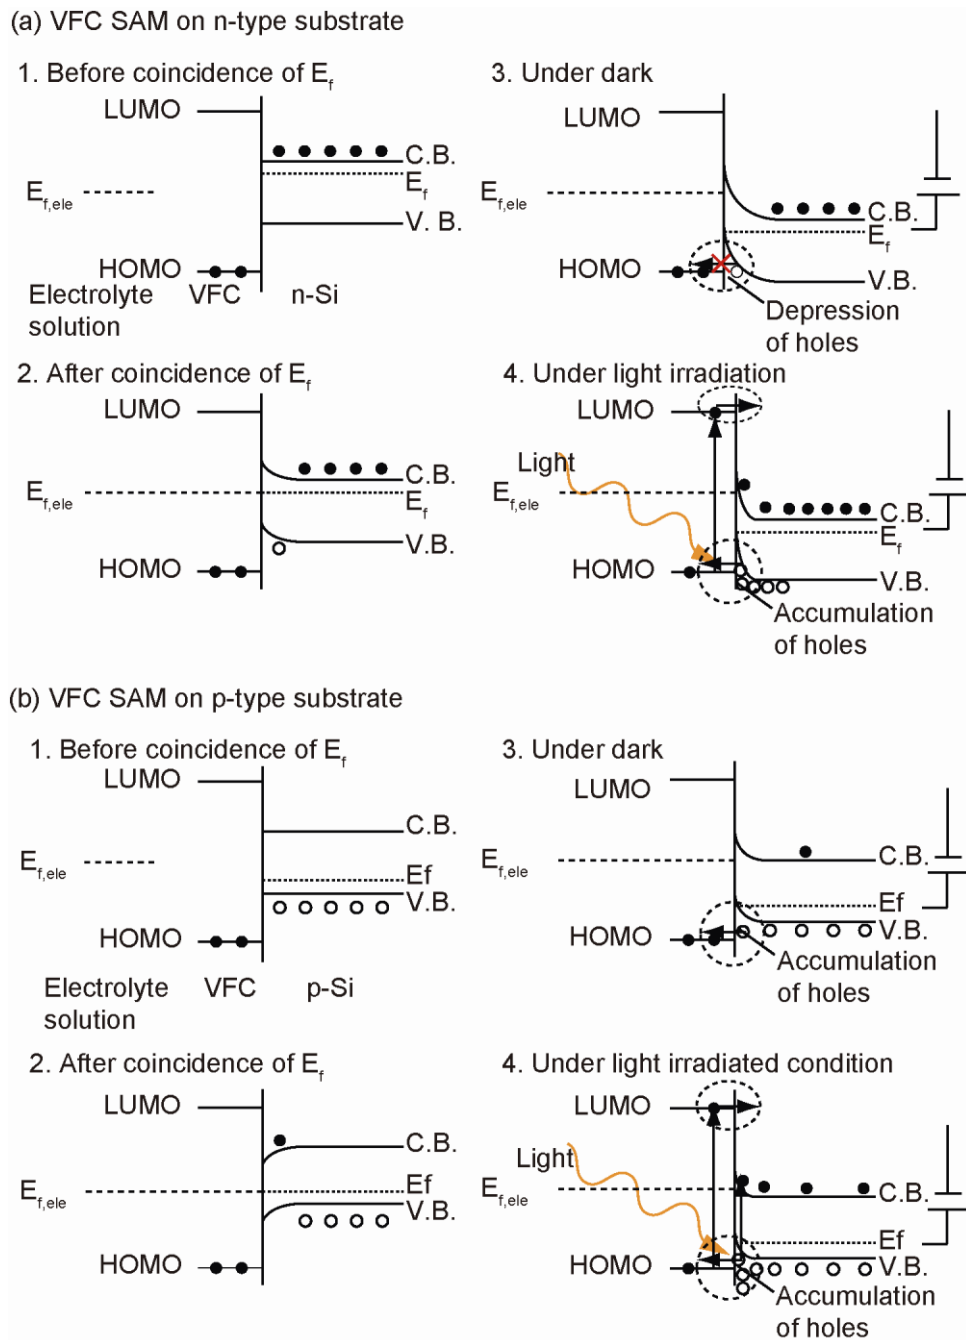 (a) VFC SAM on n-type substrate
1. Before coincidence of Ef
LUMO
C.B.
Ef,ele
Ef
V. B.
HOMO
Electrolyte solution
VFC
n-Si
3. Under dark
LUMO
Ef,ele
C.B.
Ef
HOMO
V.B.
Depression
of holes
2. After coincidence of Ef
LUMO
C.B.
Ef,ele
Ef
V.B.
HOMO
4. Under light irradiation
LUMO
Light
Ef,ele
C.B.
Ef
HOMO
V.B.
Accumulation
of holes
(b) VFC SAM on p-type substrate
1. Before coincidence of Ef
LUMO
C.B.
Ef,ele
Ef
V.B.
HOMO
Electrolyte solution
VFC
p-Si
3. Under dark
LUMO
Ef,ele
C.B.
Ef
V.B.
HOMO
Accumulation
of holes
2. After coincidence of Ef
LUMO
C.B.
Ef,ele
Ef
V.B.
HOMO
4. Under light irradiated condition
LUMO
Light
Ef,ele
C.B.
Ef
V.B.
HOMO
Accumulation
of holes